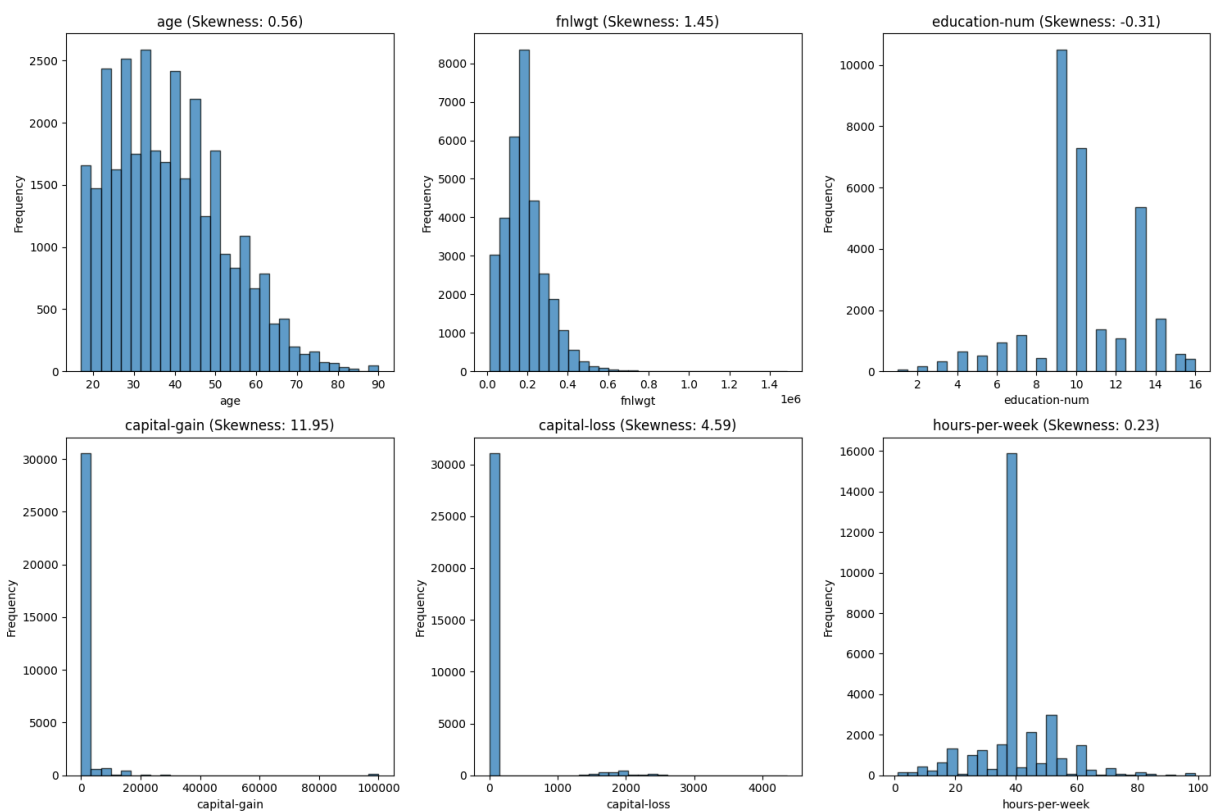 age (Skewness: 0.56)
2500
2000
1500
1000
500
0
Frequency
20 30 40 50 60 70 80 90
age
fnlwgt (Skewness: 1.45)
8000
7000
6000
5000
4000
3000
2000
1000
0
Frequency
0.0 0.2 0.4 0.6 0.8 1.0 1.2 1.4
1e6
fnlwgt
education-num (Skewness: -0.31)
10000
8000
6000
4000
2000
0
Frequency
2 4 6 8 10 12 14 16
education-num
capital-gain (Skewness: 11.95)
30000
25000
20000
15000
10000
5000
0
Frequency
0 20000 40000 60000 80000 100000
capital-gain
capital-loss (Skewness: 4.59)
30000
25000
20000
15000
10000
5000
0
Frequency
0 1000 2000 3000 4000
capital-loss
hours-per-week (Skewness: 0.23)
16000
14000
12000
10000
8000
6000
4000
2000
0
Frequency
0 20 40 60 80 100
hours-per-week